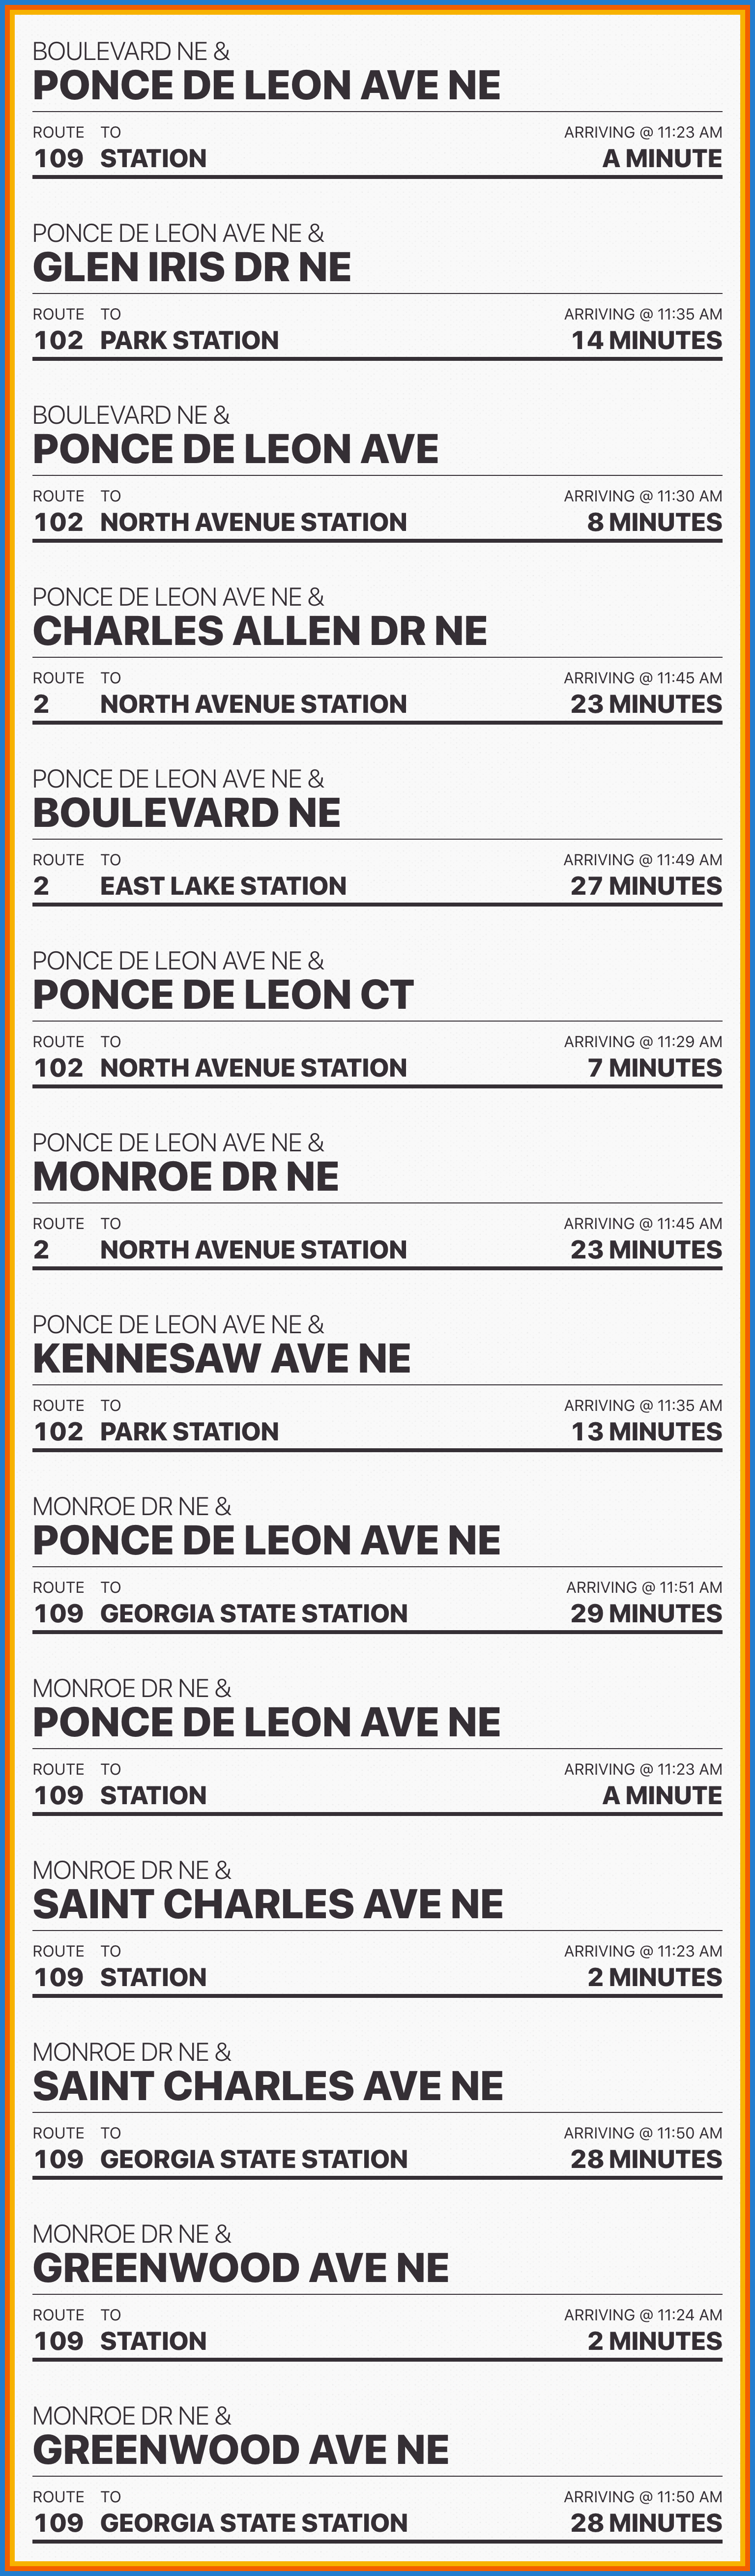 BOULEVARD NE &
PONCE DE LEON AVE NE
ROUTE TO ARRIVING @ 11:23 AM
109 STATION A MINUTE
PONCE DE LEON AVE NE &
GLEN IRIS DR NE
ROUTE TO ARRIVING @ 11:35 AM
102 PARK STATION 14 MINUTES
BOULEVARD NE &
PONCE DE LEON AVE
ROUTE TO ARRIVING @ 11:30 AM
102 NORTH AVENUE STATION 8 MINUTES
PONCE DE LEON AVE NE &
CHARLES ALLEN DR NE
ROUTE TO ARRIVING @ 11:45 AM
2 NORTH AVENUE STATION 23 MINUTES
PONCE DE LEON AVE NE &
BOULEVARD NE
ROUTE TO ARRIVING @ 11:49 AM
2 EAST LAKE STATION 27 MINUTES
PONCE DE LEON AVE NE &
PONCE DE LEON CT
ROUTE TO ARRIVING @ 11:29 AM
102 NORTH AVENUE STATION 7 MINUTES
PONCE DE LEON AVE NE &
MONROE DR NE
ROUTE TO ARRIVING @ 11:45 AM
2 NORTH AVENUE STATION 23 MINUTES
PONCE DE LEON AVE NE &
KENNESAW AVE NE
ROUTE TO ARRIVING @ 11:35 AM
102 PARK STATION 13 MINUTES
MONROE DR NE &
PONCE DE LEON AVE NE
ROUTE TO ARRIVING @ 11:51 AM
109 GEORGIA STATE STATION 29 MINUTES
MONROE DR NE &
PONCE DE LEON AVE NE
ROUTE TO ARRIVING @ 11:23 AM
109 STATION A MINUTE
MONROE DR NE &
SAINT CHARLES AVE NE
ROUTE TO ARRIVING @ 11:23 AM
109 STATION 2 MINUTES
MONROE DR NE &
SAINT CHARLES AVE NE
ROUTE TO ARRIVING @ 11:50 AM
109 GEORGIA STATE STATION 28 MINUTES
MONROE DR NE &
GREENWOOD AVE NE
ROUTE TO ARRIVING @ 11:24 AM
109 STATION 2 MINUTES
MONROE DR NE &
GREENWOOD AVE NE
ROUTE TO ARRIVING @ 11:50 AM
109 GEORGIA STATE STATION 28 MINUTES